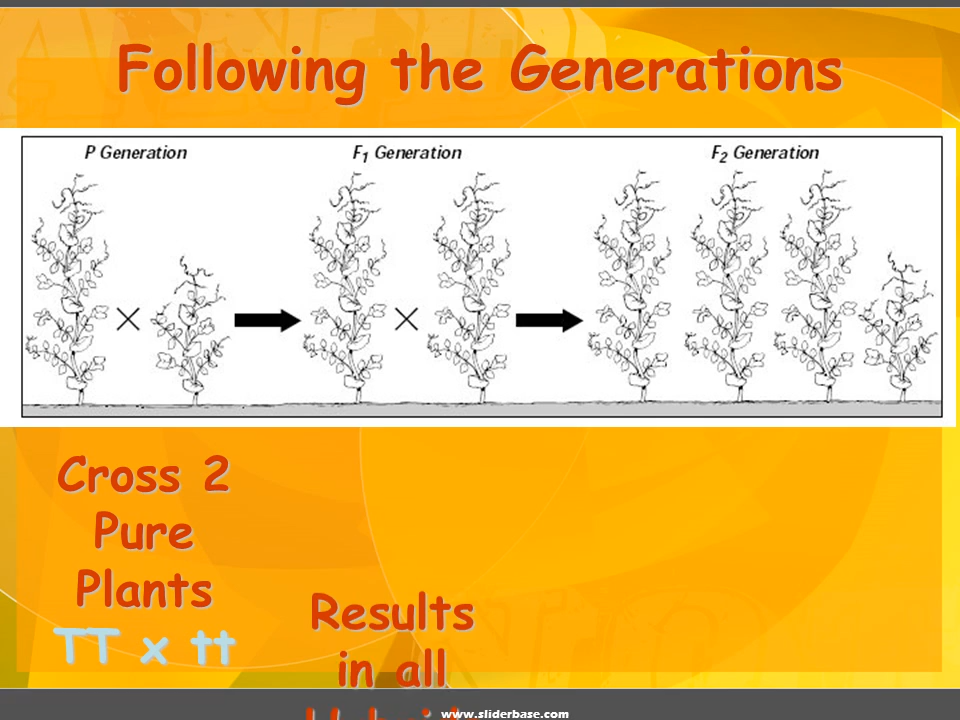 Following the Generations
P Generation
F₁ Generation
F₂ Generation
Cross 2
Pure
Plants
TT x tt
Results
in all
www.sliderbase.com